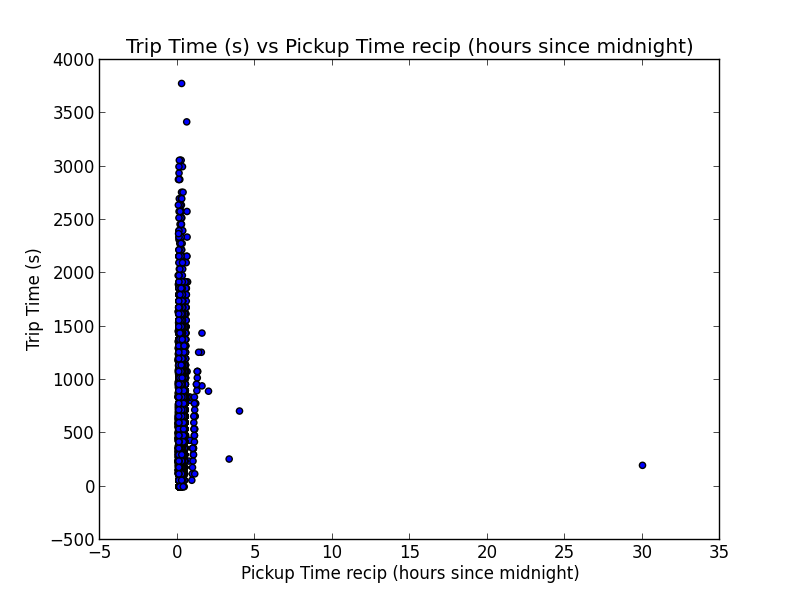 Trip Time (s) vs Pickup Time recip (hours since midnight)
4000
3500
3000
2500
2000
1500
1000
500
0
−500
Trip Time (s)
−5 0 5 10 15 20 25 30 35
Pickup Time recip (hours since midnight)